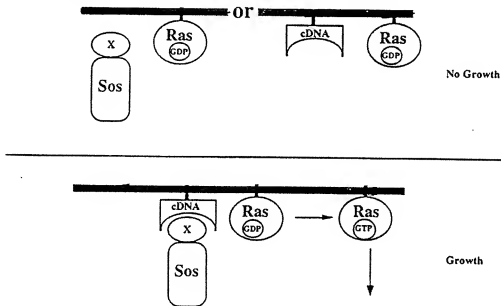 or
X
Ras
GDP
Sos
cDNA
Ras
GDP
No Growth
cDNA
X
Sos
Ras
GDP
Ras
GTP
Growth